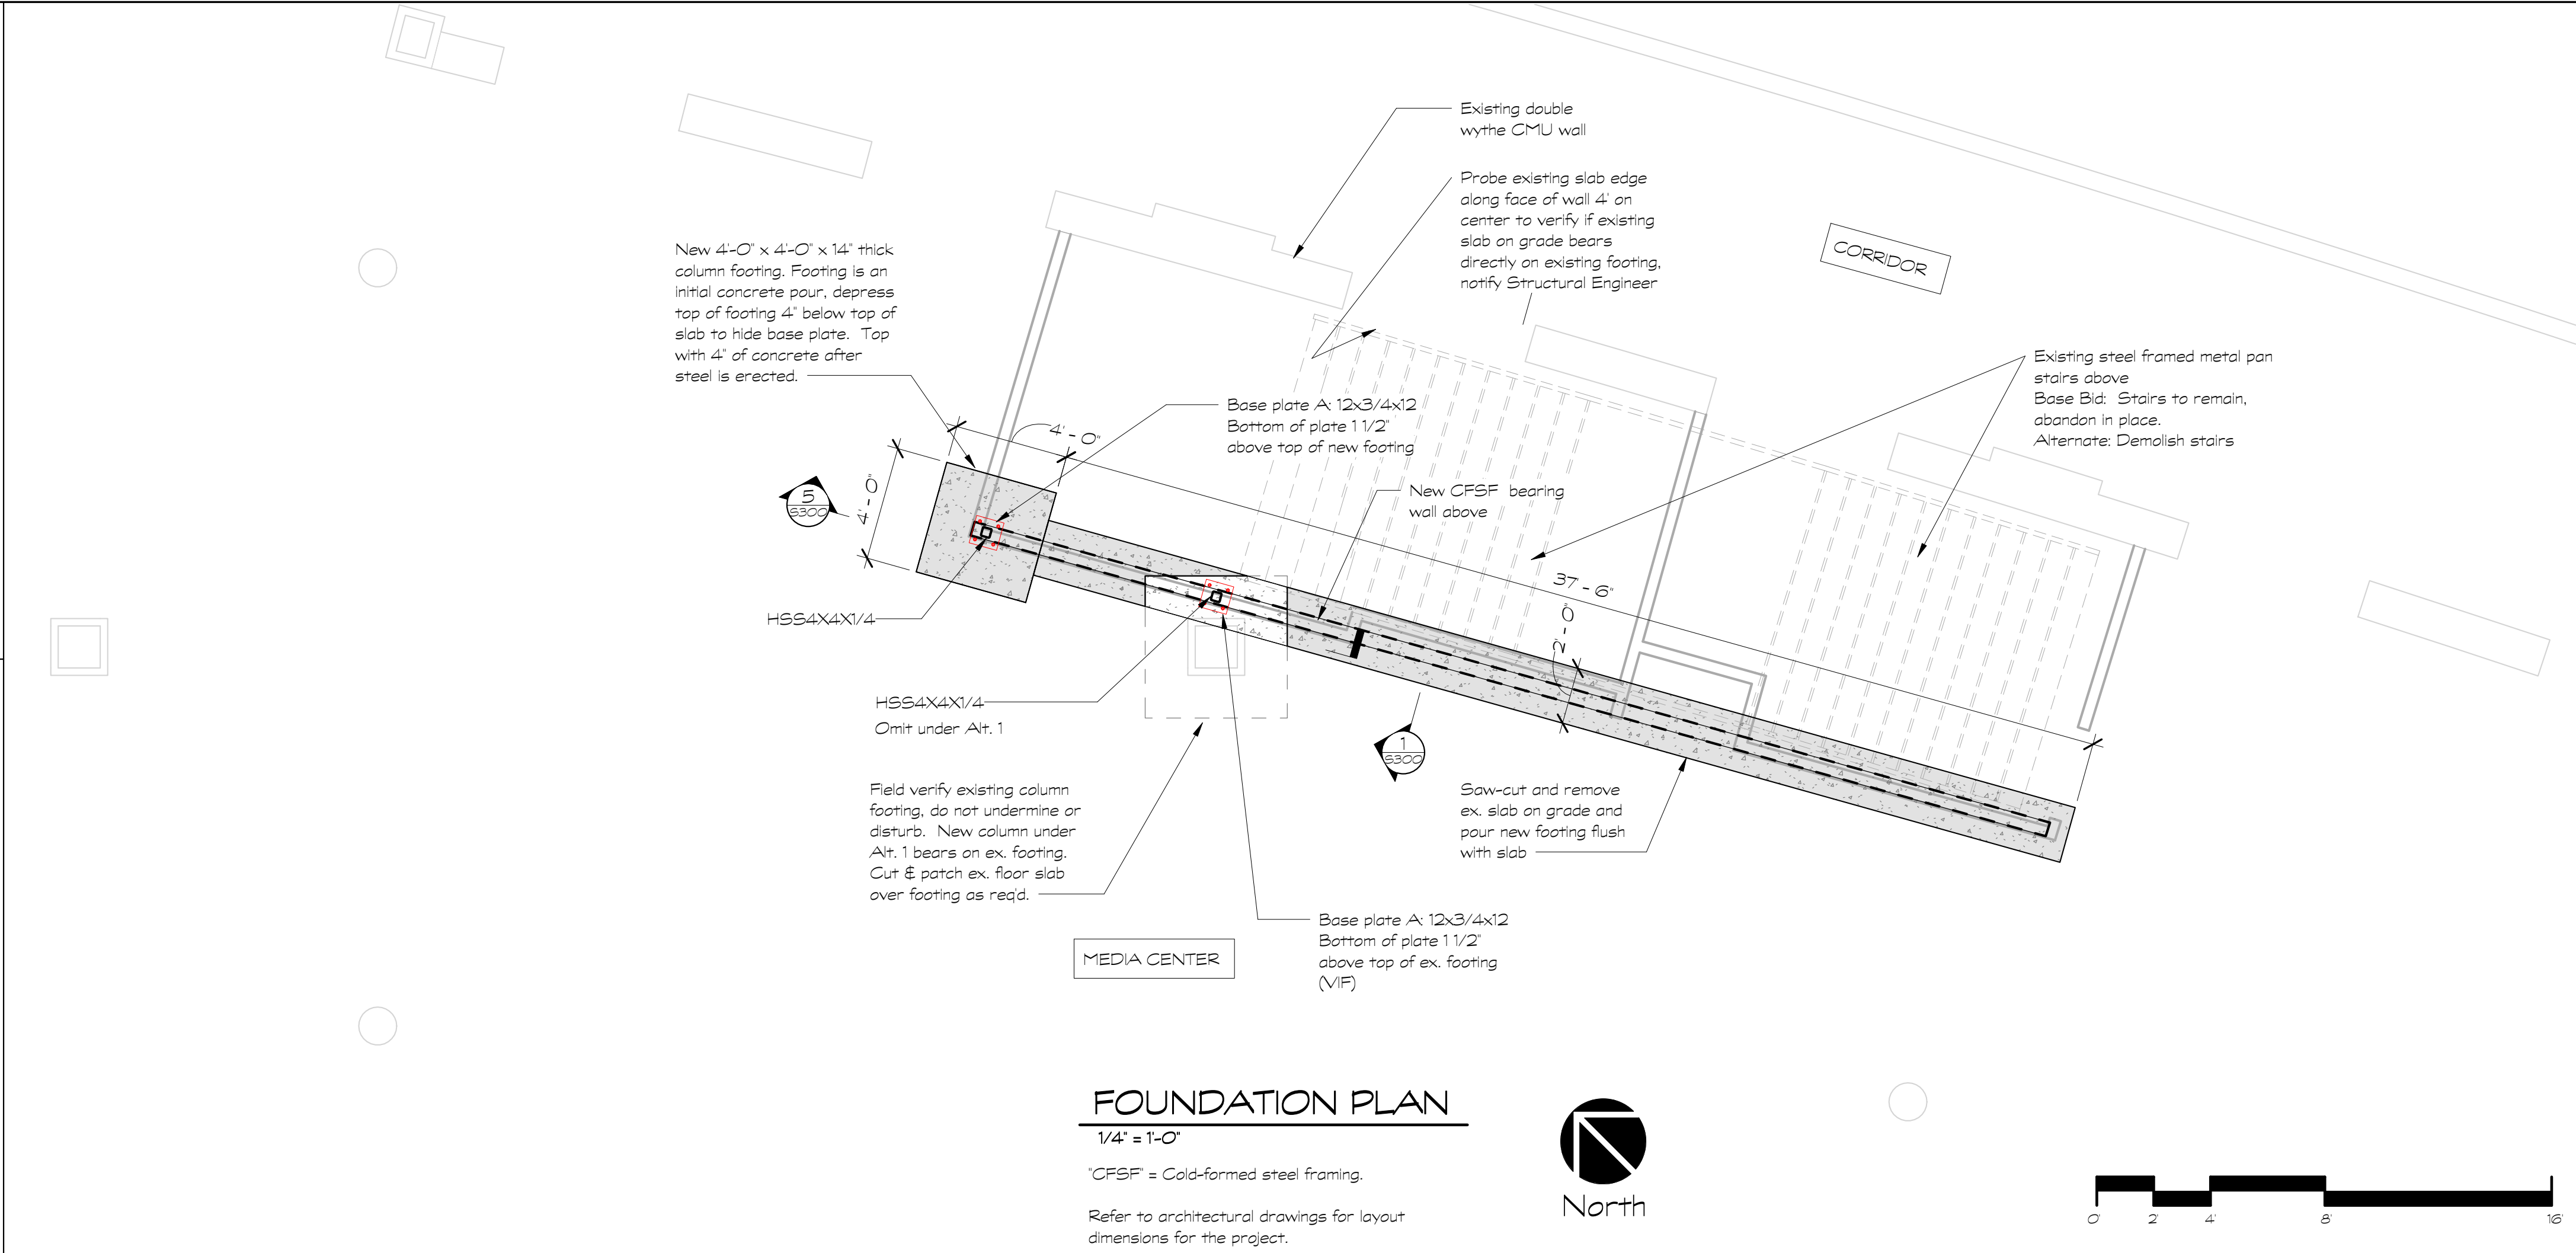 Existing double
wythe CMU wall
Probe existing slab edge
along face of wall 4' on
center to verify if existing
slab on grade bears
directly on existing footing,
notify Structural Engineer
CORRIDOR
New 4'-0" x 4'-0" x 14" thick
column footing. Footing is an
initial concrete pour, depress
top of footing 4" below top of
slab to hide base plate. Top
with 4" of concrete after
steel is erected.
Existing steel framed metal pan
stairs above
Base Bid: Stairs to remain,
abandon in place.
Alternate: Demolish stairs
Base plate A: 12x3/4x12
Bottom of plate 1 1/2"
above top of new footing
4' - 0"
4' - 0"
5
S300
New CFSF bearing
wall above
37' - 6"
2' - 0"
HSS4X4X1/4
HSS4X4X1/4
Omit under Alt. 1
1
S300
Field verify existing column
footing, do not undermine or
disturb. New column under
Alt. 1 bears on ex. footing.
Cut & patch ex. floor slab
over footing as req'd.
Saw-cut and remove
ex. slab on grade and
pour new footing flush
with slab
Base plate A: 12x3/4x12
Bottom of plate 1 1/2"
above top of ex. footing
(VIF)
MEDIA CENTER
FOUNDATION PLAN
1/4" = 1'-0"
"CFSF" = Cold-formed steel framing.
Refer to architectural drawings for layout
dimensions for the project.
North
0' 2' 4' 8' 16'